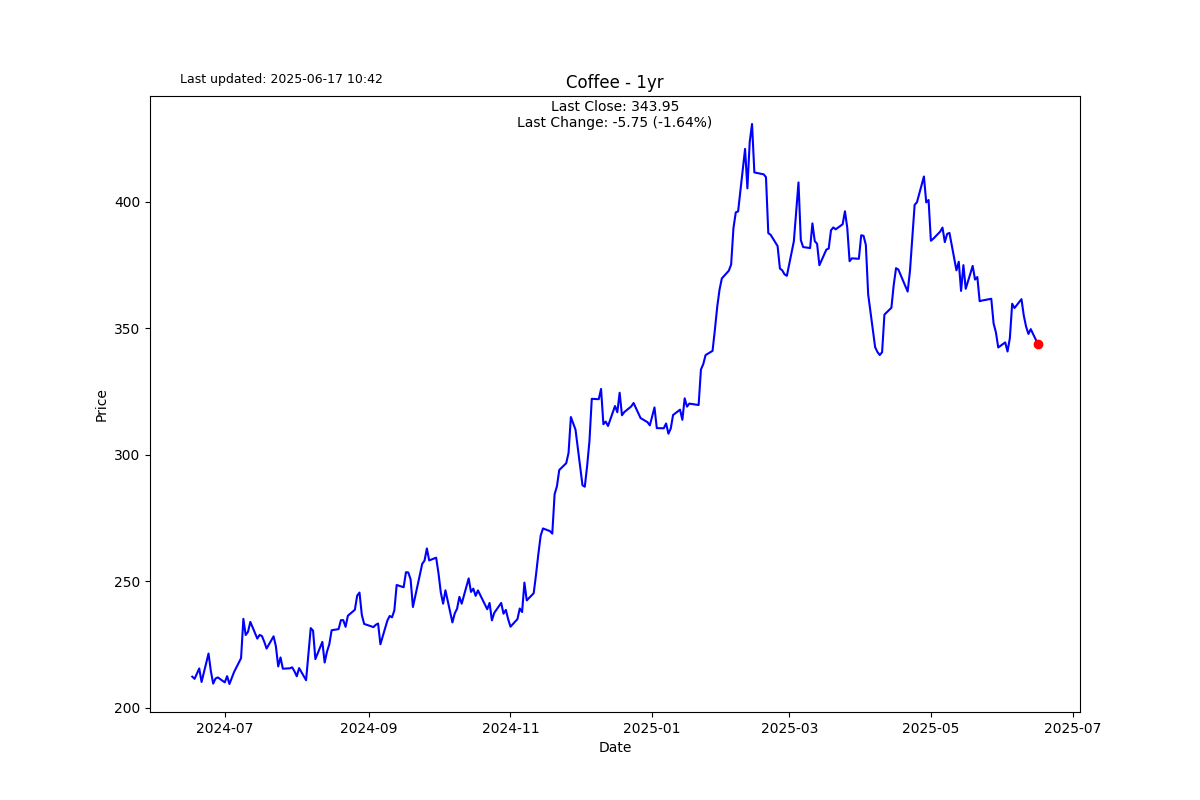 Last updated: 2025-06-17 10:42
Coffee - 1yr
Last Close: 343.95
Last Change: -5.75 (-1.64%)
400
350
300
250
200
Price
2024-07
2024-09
2024-11
2025-01
2025-03
2025-05
2025-07
Date